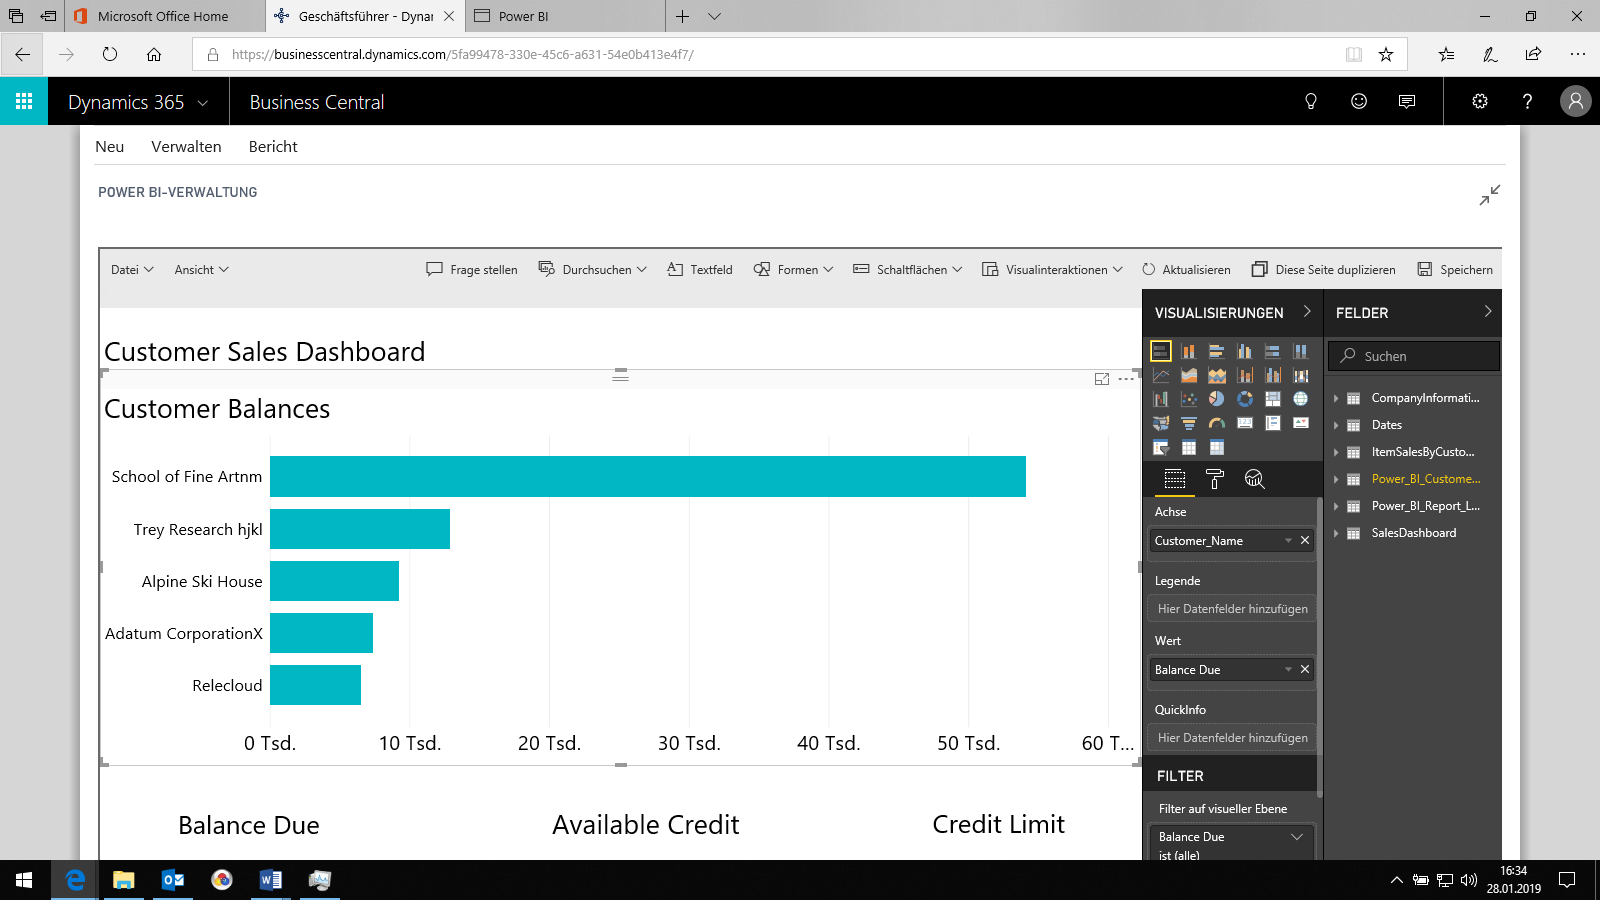 Microsoft Office Home
Geschäftsführer - Dynar
Power BI
https://businesscentral.dynamics.com/5fa99478-330e-45c6-a631-54e0b413e4f7/
Dynamics 365
Business Central
?
Neu Verwalten Bericht
POWER BI-VERWALTUNG
Datei Ansicht Frage stellen Durchsuchen Textfeld Formen Schaltflächen Visualinteraktionen Aktualisieren Diese Seite duplizieren Speichern
Customer Sales Dashboard
Customer Balances
School of Fine Artnm
Trey Research hjkl
Alpine Ski House
Adatum CorporationX
Relecloud
0 Tsd. 10 Tsd. 20 Tsd. 30 Tsd. 40 Tsd. 50 Tsd. 60 T...
Balance Due Available Credit Credit Limit
VISUALISIERUNGEN
Achse
Customer_Name
Legende
Hier Datenfelder hinzufügen
Wert
Balance Due
QuickInfo
Hier Datenfelder hinzufügen
FILTER
Filter auf visueller Ebene
Balance Due
ist (alle)
FELDER
Suchen
CompanyInformati...
Dates
ItemSalesByCusto...
Power_BI_Custome...
Power_BI_Report_L...
SalesDashboard
16:34
28.01.2019